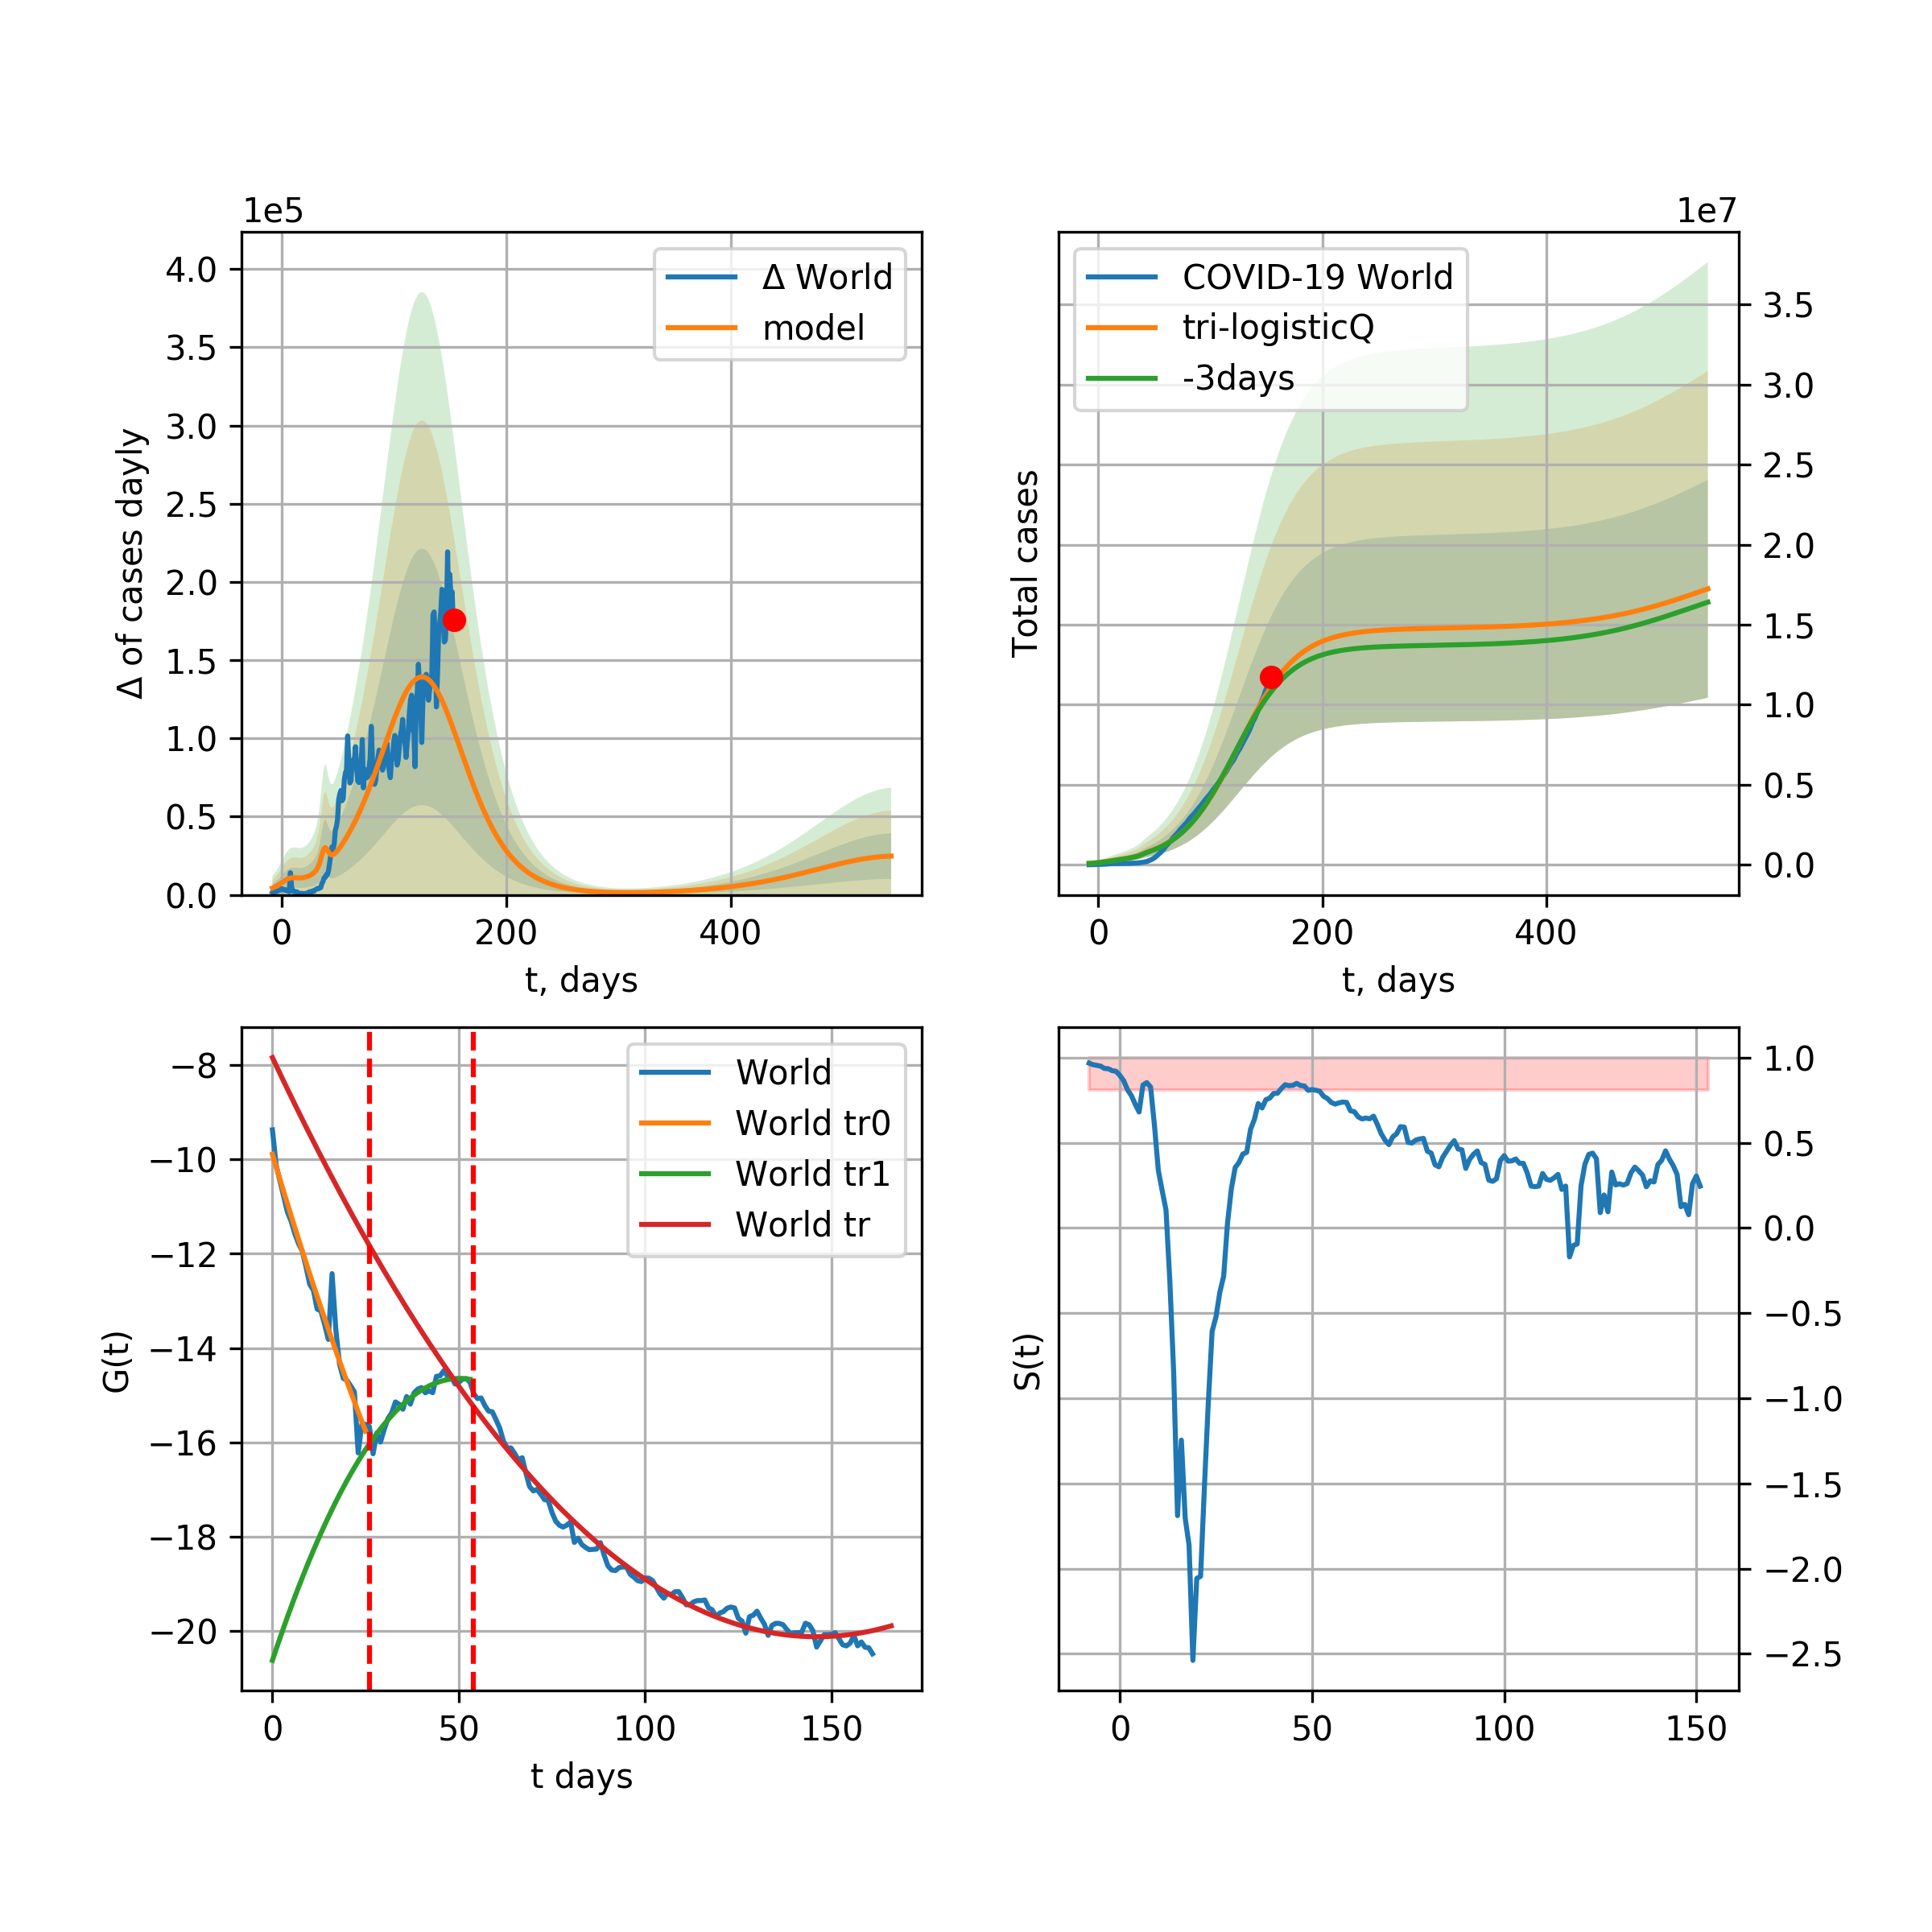 1e5
4.0
3.5
3.0
2.5
2.0
1.5
1.0
0.5
0.0
Δ of cases dayly
Δ World
model
0 200 400
t, days
1e7
COVID-19 World
tri-logisticQ
-3days
Total cases
3.5
3.0
2.5
2.0
1.5
1.0
0.5
0.0
0 200 400
t, days
−8
−10
−12
−14
−16
−18
−20
G(t)
World
World tr0
World tr1
World tr
0 50 100 150
t days
S(t)
1.0
0.5
0.0
−0.5
−1.0
−1.5
−2.0
−2.5
0 50 100 150